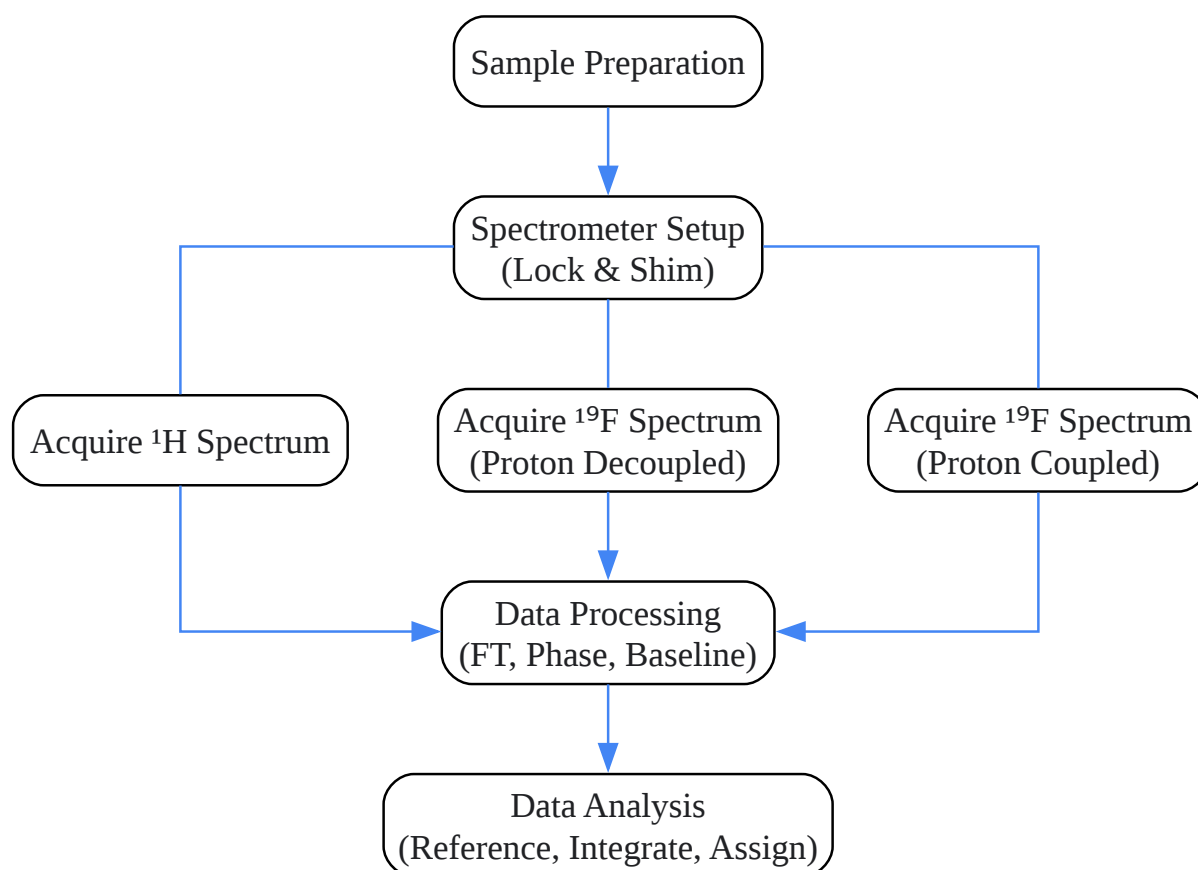 Sample Preparation
Spectrometer Setup
(Lock & Shim)
Acquire ¹H Spectrum
Acquire ¹⁹F Spectrum
(Proton Decoupled)
Acquire ¹⁹F Spectrum
(Proton Coupled)
Data Processing
(FT, Phase, Baseline)
Data Analysis
(Reference, Integrate, Assign)